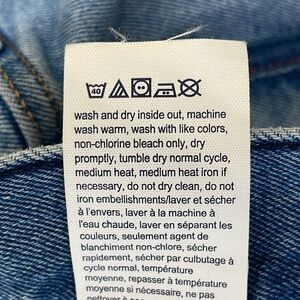 40
wash and dry inside out, machine
wash warm, wash with like colors,
non-chlorine bleach only, dry
promptly, tumble dry normal cycle,
medium heat, medium heat iron if
necessary, do not dry clean, do not
iron embellishments/laver et sécher
à l'envers, laver à la machine à
l'eau chaude, laver en séparant les
couleurs, seulement agent de
blanchiment non-chlore, sécher
rapidement, sécher par culbutage à
cycle normal, température
moyenne, repasser à température
moyenne si nécessaire, ne pas
nettoyer à sec